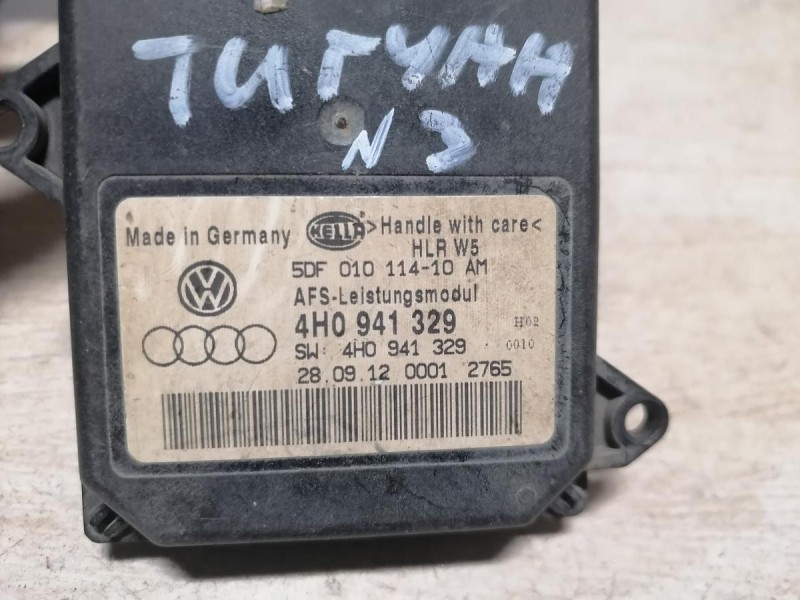 ТИГУАН
N3
Made in Germany HELLA >Handle with care<
HLR W5
5DF 010 114-10 AM
AFS-Leistungsmodul
4H0 941 329 H02
SW: 4H0 941 329 0010
28.09.12 0001 2765